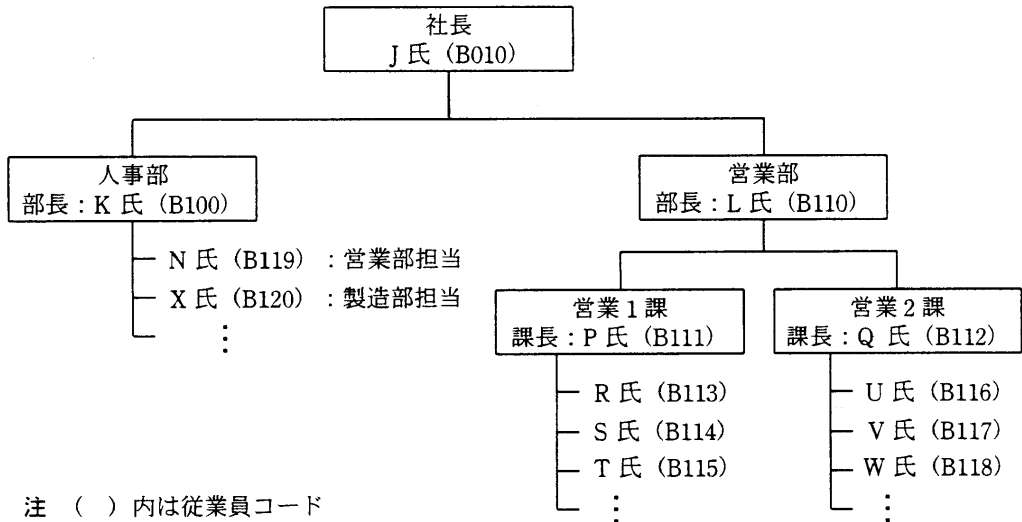 社長
J 氏 (B010)
人事部
部長:K 氏 (B100)
営業部
部長:L 氏 (B110)
N 氏 (B119) :営業部担当
X 氏 (B120) :製造部担当
⋮
営業1課
課長:P 氏 (B111)
営業2課
課長:Q 氏 (B112)
R 氏 (B113)
S 氏 (B114)
T 氏 (B115)
⋮
U 氏 (B116)
V 氏 (B117)
W 氏 (B118)
⋮
注 ( )内は従業員コード